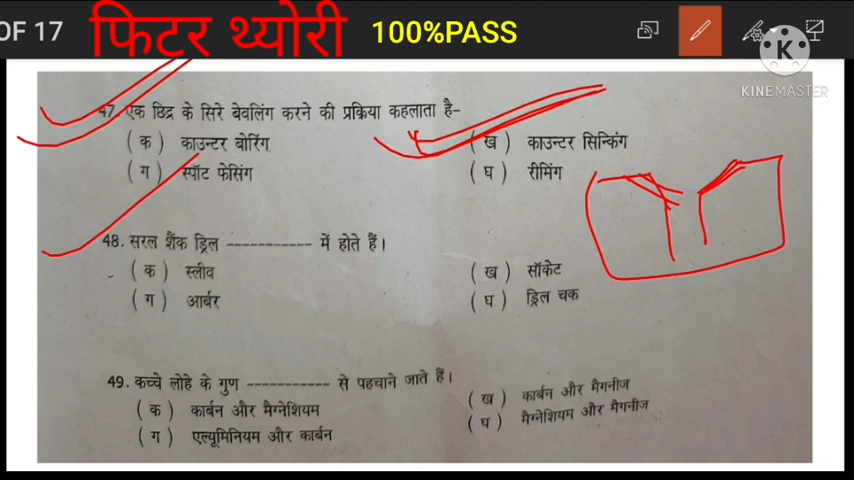 OF 17
फिटर थ्योरी
100%PASS
K
KINEMASTER
47. एक छिद्र के सिरे बेवलिंग करने की प्रक्रिया कहलाता है-
( क ) काउन्टर बोरिंग
( ख ) काउन्टर सिन्किंग
( ग ) स्पॉट फेसिंग
( घ ) रीमिंग
48. सरल शैंक ड्रिल ----------- में होते हैं।
( क ) स्लीव
( ख ) सॉकेट
( ग ) आर्बर
( घ ) ड्रिल चक
49. कच्चे लोहे के गुण ----------- से पहचाने जाते हैं।
( क ) कार्बन और मैग्नेशियम
( ख ) कार्बन और मैगनीज
( ग ) एल्यूमिनियम और कार्बन
( घ ) मैग्नेशियम और मैगनीज